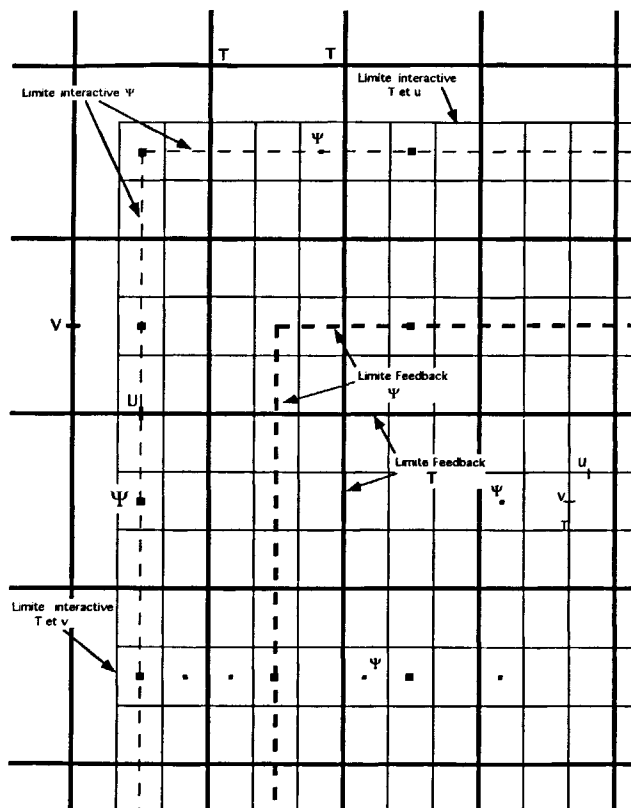 T T
Limite interactive
T et u
Limite interactive Ψ
Ψ
V
Limite Feedback
Ψ
U
Limite Feedback
T
u
Ψ
Ψ
v
T
Limite interactive
T et v
Ψ